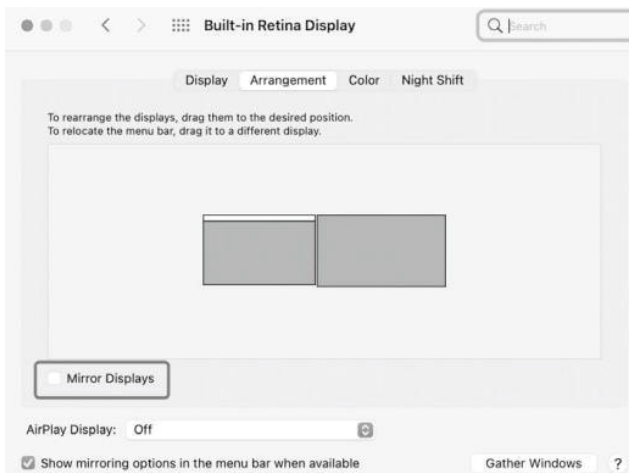 Built-in Retina Display
Search
Display Arrangement Color Night Shift
To rearrange the displays, drag them to the desired position.
To relocate the menu bar, drag it to a different display.
Mirror Displays
AirPlay Display: Off
Show mirroring options in the menu bar when available
Gather Windows ?